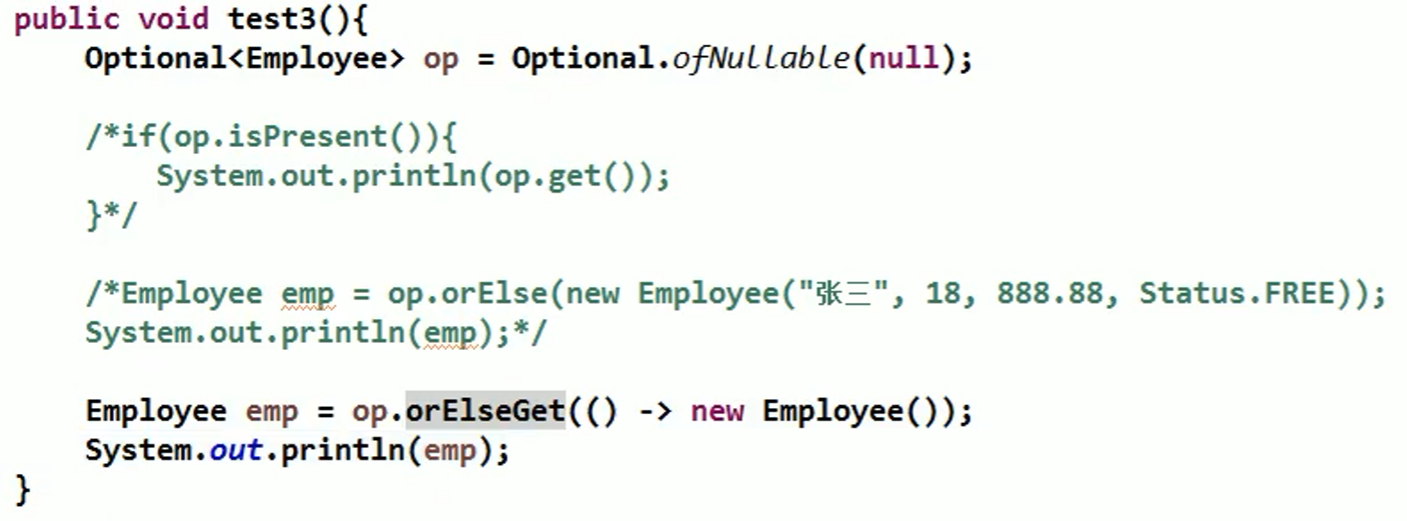 public void test3(){
    Optional<Employee> op = Optional.ofNullable(null);
    /*if(op.isPresent()){
        System.out.println(op.get());
    }*/
    /*Employee emp = op.orElse(new Employee("张三", 18, 888.88, Status.FREE));
    System.out.println(emp);*/
    Employee emp = op.orElseGet(() -> new Employee());
    System.out.println(emp);
}